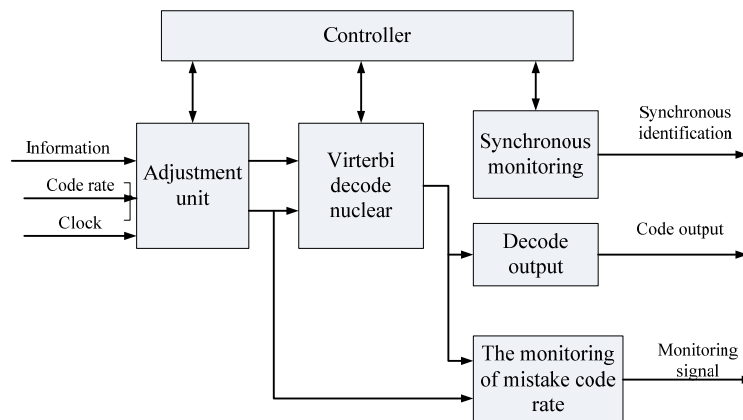 Controller
Information
Code rate
Clock
Adjustment
unit
Virterbi
decode
nuclear
Synchronous
monitoring
Synchronous
identification
Decode
output
Code output
The monitoring
of mistake code
rate
Monitoring
signal